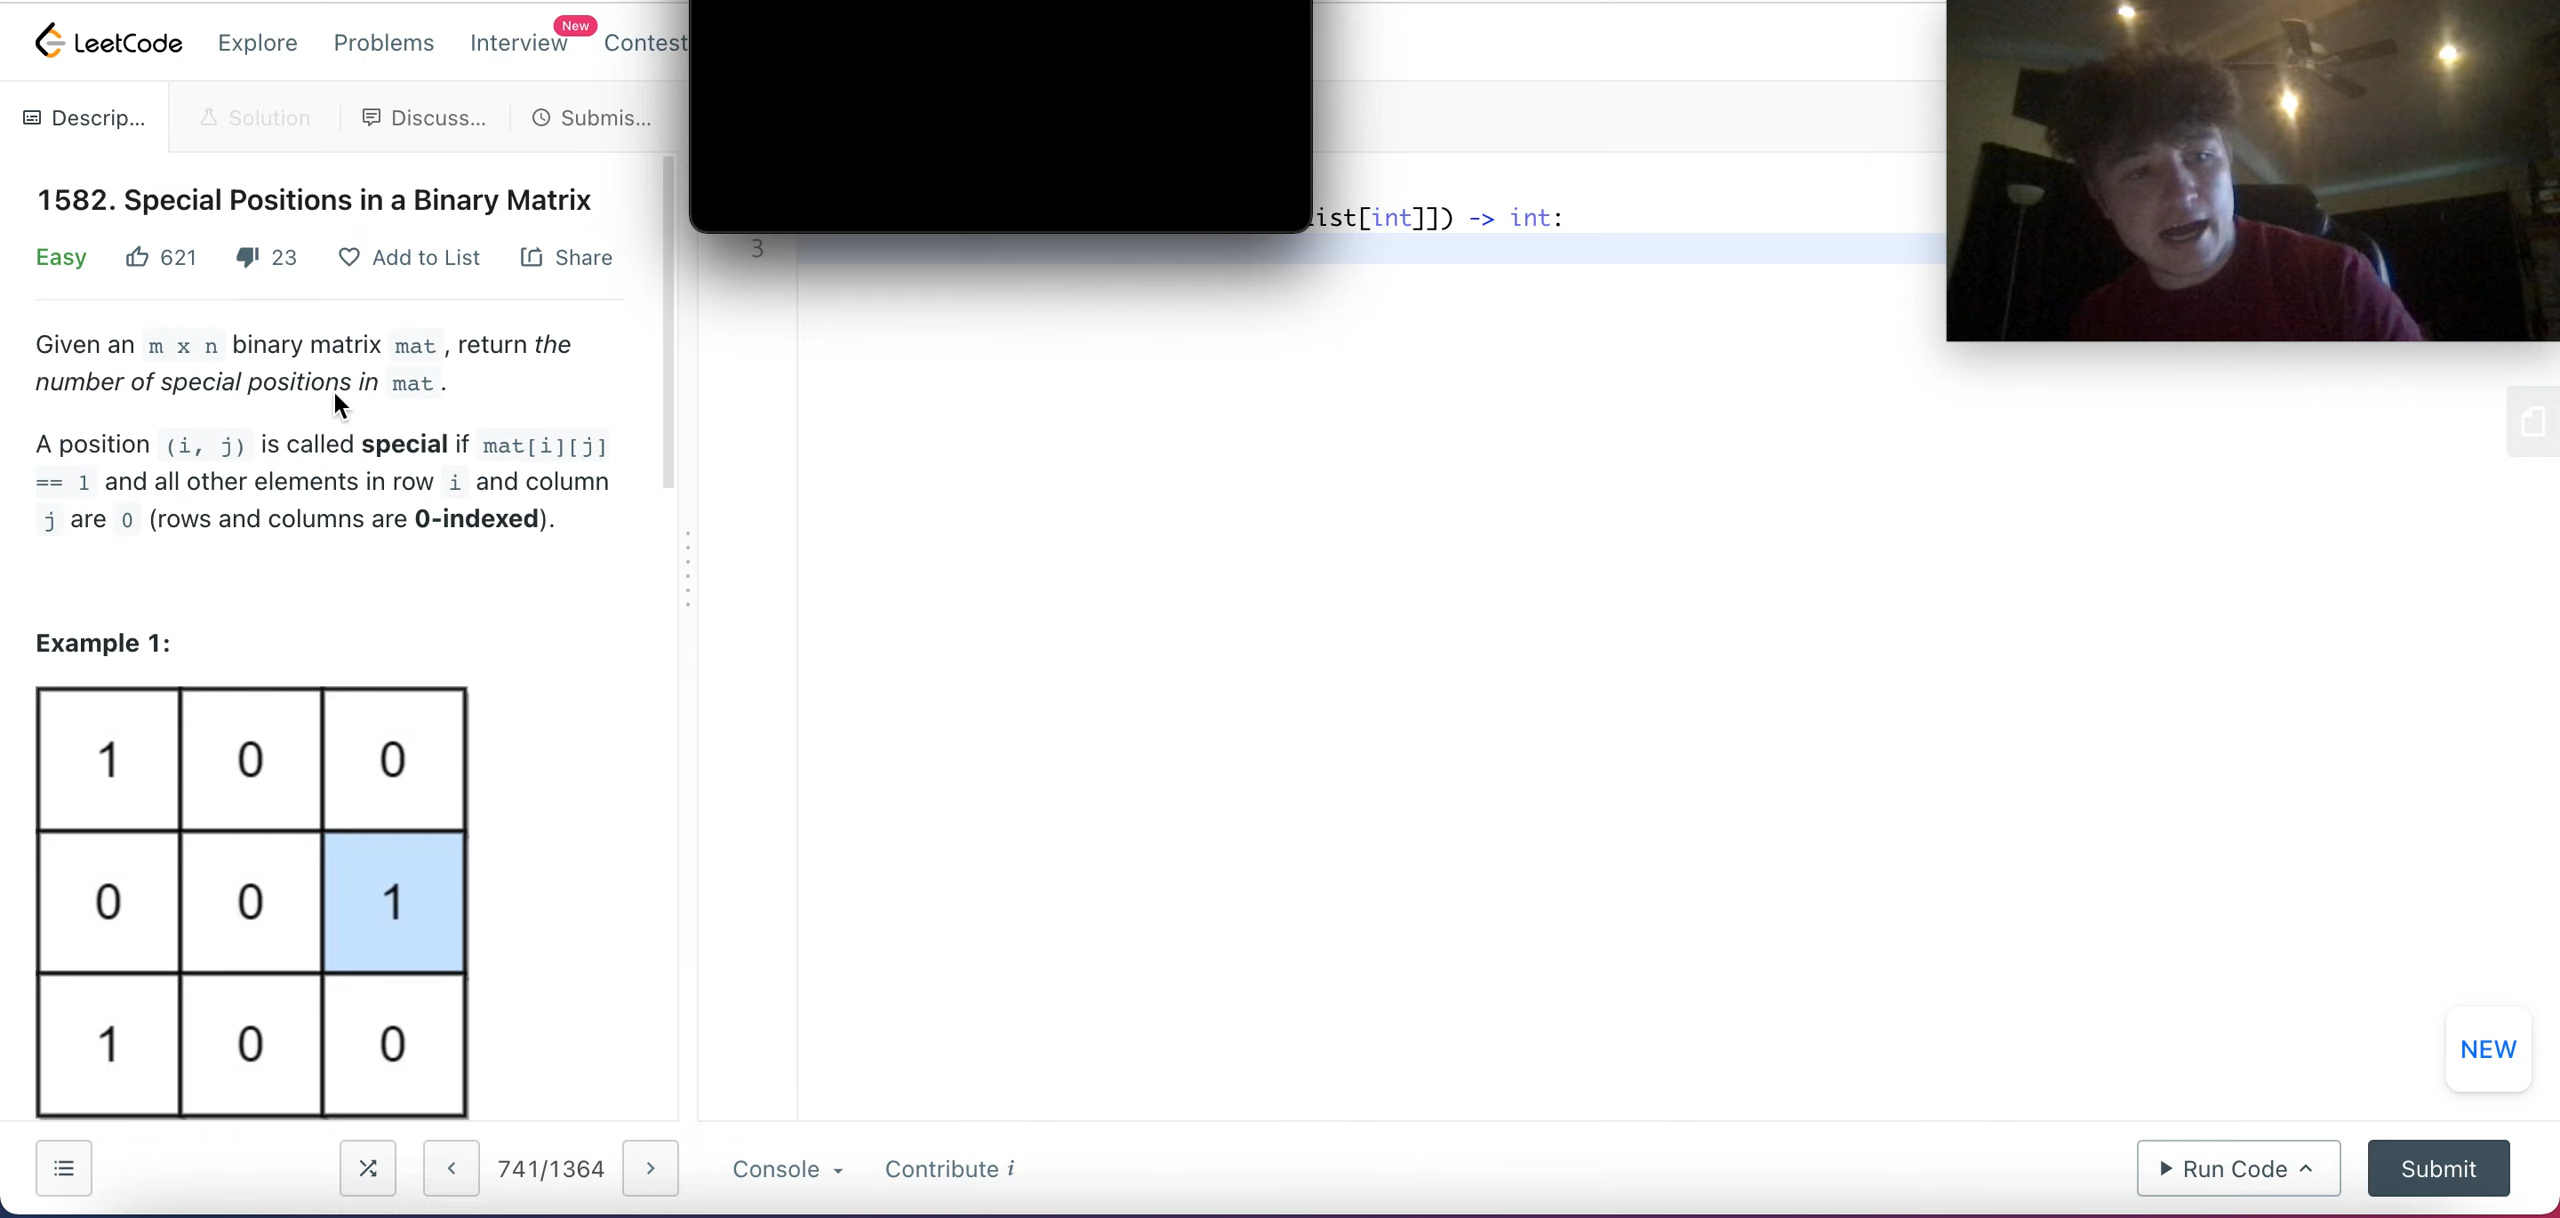 LeetCode Explore Problems Interview New Contest
Descrip... Solution Discuss... Submis...
1582. Special Positions in a Binary Matrix
Easy 621 23 Add to List Share
Given an m x n binary matrix mat , return the
number of special positions in mat .
A position (i, j) is called special if mat[i][j]
== 1 and all other elements in row i and column
j are 0 (rows and columns are 0-indexed).
Example 1:
1 0 0
0 0 1
1 0 0
ist[int]]) -> int:
3
NEW
741/1364 Console Contribute i Run Code Submit